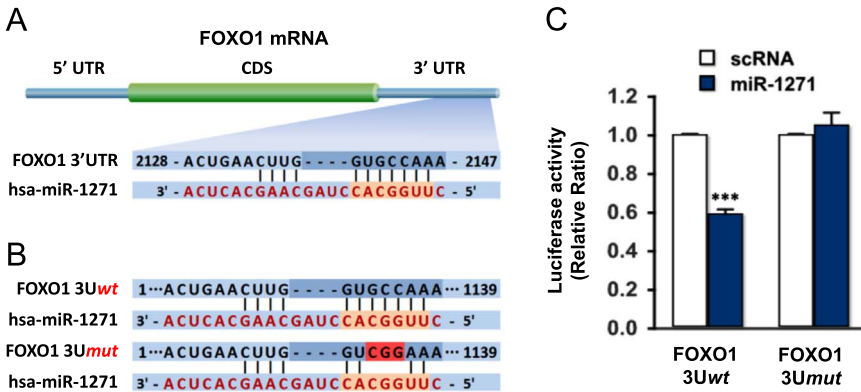 A
FOXO1 mRNA
5' UTR CDS 3' UTR
FOXO1 3'UTR 2128 - ACUGAACUUG----GUGCCAAA - 2147
hsa-miR-1271 3' - ACUCACGAACGAUCCACGGUUC - 5'
B
FOXO1 3Uwt 1···ACUGAACUUG----GUGCCAAA··· 1139
hsa-miR-1271 3'- ACUCACGAACGAUCCACGGUUC - 5'
FOXO1 3Umut 1···ACUGAACUUG----GUCGGAAA··· 1139
hsa-miR-1271 3'- ACUCACGAACGAUCCACGGUUC - 5'
C
scRNA
miR-1271
Luciferase activity
(Relative Ratio)
1.2
1.0
0.8
0.6
0.4
0.2
0.0
***
FOXO1 FOXO1
3Uwt 3Umut